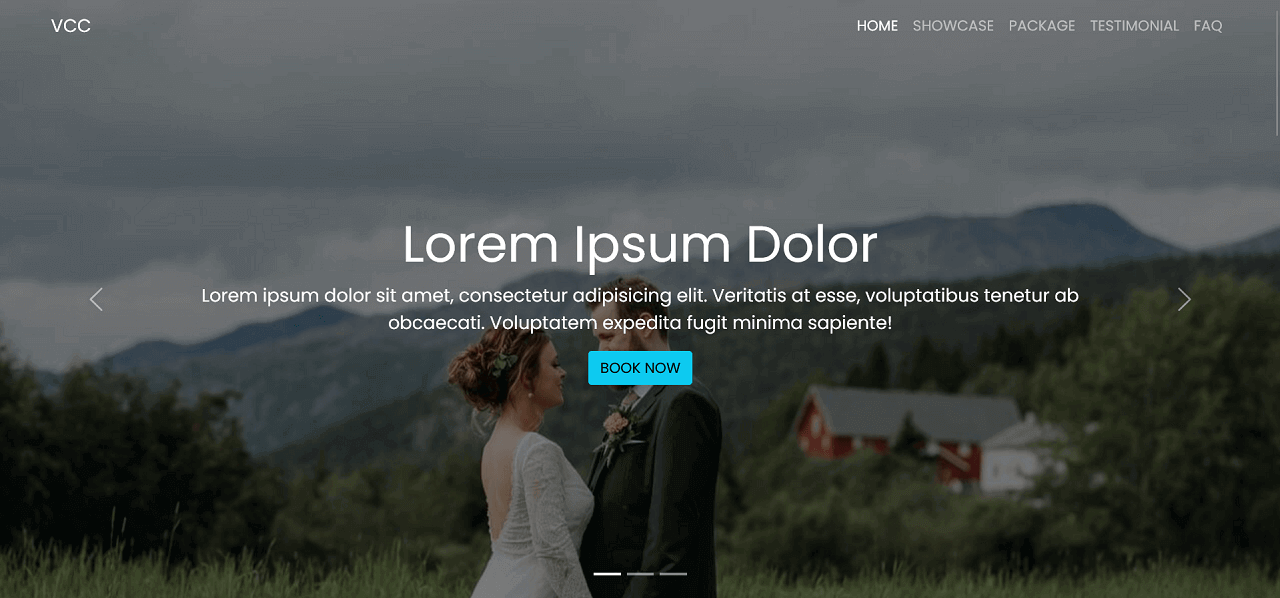 VCC
HOME SHOWCASE PACKAGE TESTIMONIAL FAQ
Lorem Ipsum Dolor
Lorem ipsum dolor sit amet, consectetur adipisicing elit. Veritatis at esse, voluptatibus tenetur ab
obcaecati. Voluptatem expedita fugit minima sapiente!
BOOK NOW